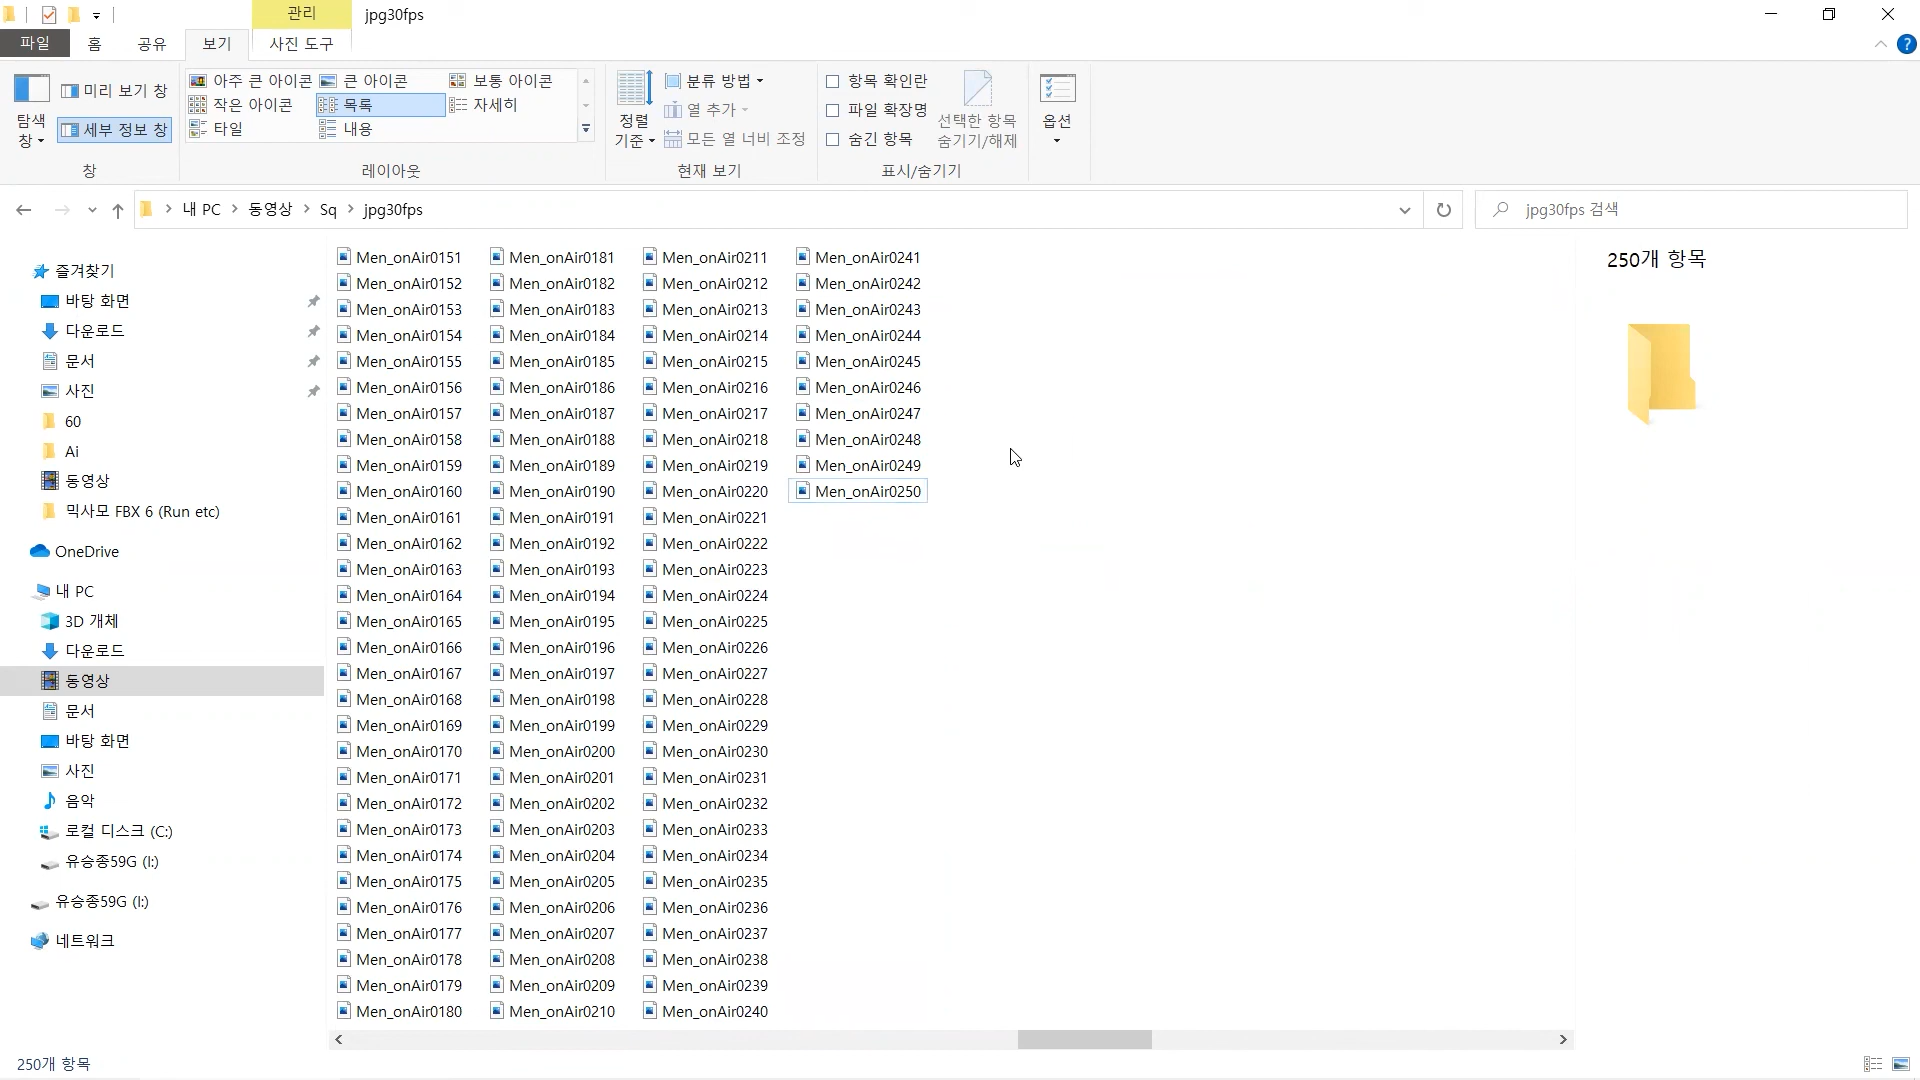 관리
jpg30fps
파일 홈 공유 보기 사진 도구
미리 보기 창
세부 정보 창
탐색
창
창
아주 큰 아이콘 큰 아이콘 보통 아이콘
작은 아이콘 목록 자세히
타일 내용
레이아웃
정렬
기준
분류 방법
열 추가
모든 열 너비 조정
현재 보기
항목 확인란
파일 확장명
숨긴 항목
선택한 항목
숨기기/해제
표시/숨기기
옵션
내 PC > 동영상 > Sq > jpg30fps
jpg30fps 검색
즐겨찾기
바탕 화면
다운로드
문서
사진
60
Ai
동영상
믹사모 FBX 6 (Run etc)
OneDrive
내 PC
3D 개체
다운로드
동영상
문서
바탕 화면
사진
음악
로컬 디스크 (C:)
유승종59G (I:)
유승종59G (I:)
네트워크
Men_onAir0151
Men_onAir0152
Men_onAir0153
Men_onAir0154
Men_onAir0155
Men_onAir0156
Men_onAir0157
Men_onAir0158
Men_onAir0159
Men_onAir0160
Men_onAir0161
Men_onAir0162
Men_onAir0163
Men_onAir0164
Men_onAir0165
Men_onAir0166
Men_onAir0167
Men_onAir0168
Men_onAir0169
Men_onAir0170
Men_onAir0171
Men_onAir0172
Men_onAir0173
Men_onAir0174
Men_onAir0175
Men_onAir0176
Men_onAir0177
Men_onAir0178
Men_onAir0179
Men_onAir0180
Men_onAir0181
Men_onAir0182
Men_onAir0183
Men_onAir0184
Men_onAir0185
Men_onAir0186
Men_onAir0187
Men_onAir0188
Men_onAir0189
Men_onAir0190
Men_onAir0191
Men_onAir0192
Men_onAir0193
Men_onAir0194
Men_onAir0195
Men_onAir0196
Men_onAir0197
Men_onAir0198
Men_onAir0199
Men_onAir0200
Men_onAir0201
Men_onAir0202
Men_onAir0203
Men_onAir0204
Men_onAir0205
Men_onAir0206
Men_onAir0207
Men_onAir0208
Men_onAir0209
Men_onAir0210
Men_onAir0211
Men_onAir0212
Men_onAir0213
Men_onAir0214
Men_onAir0215
Men_onAir0216
Men_onAir0217
Men_onAir0218
Men_onAir0219
Men_onAir0220
Men_onAir0221
Men_onAir0222
Men_onAir0223
Men_onAir0224
Men_onAir0225
Men_onAir0226
Men_onAir0227
Men_onAir0228
Men_onAir0229
Men_onAir0230
Men_onAir0231
Men_onAir0232
Men_onAir0233
Men_onAir0234
Men_onAir0235
Men_onAir0236
Men_onAir0237
Men_onAir0238
Men_onAir0239
Men_onAir0240
Men_onAir0241
Men_onAir0242
Men_onAir0243
Men_onAir0244
Men_onAir0245
Men_onAir0246
Men_onAir0247
Men_onAir0248
Men_onAir0249
Men_onAir0250
250개 항목
250개 항목